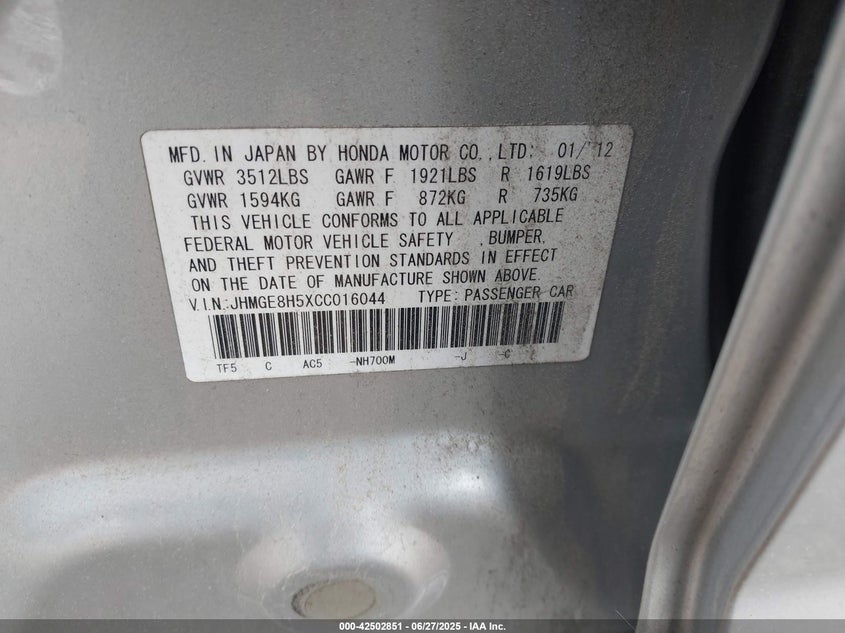 MFD. IN JAPAN BY HONDA MOTOR CO., LTD. 01/'12
GVWR 3512LBS GAWR F 1921LBS R 1619LBS
GVWR 1594KG GAWR F 872KG R 735KG
THIS VEHICLE CONFORMS TO ALL APPLICABLE
FEDERAL MOTOR VEHICLE SAFETY , BUMPER,
AND THEFT PREVENTION STANDARDS IN EFFECT
ON THE DATE OF MANUFACTURE SHOWN ABOVE.
V.I.N.:JHMGE8H5XCC016044 TYPE: PASSENGER CAR
TF5 C AC5 -NH700M -J -C
000-42502851 | 06/27/2025 | IAA Inc.